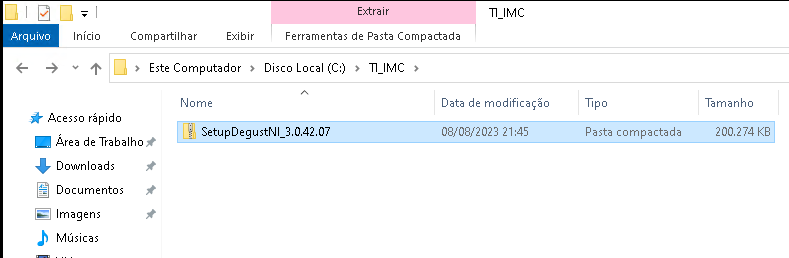 Extrair
TI_IMC
Arquivo Início Compartilhar Exibir Ferramentas de Pasta Compactada
Este Computador Disco Local (C:) TI_IMC
Nome Data de modificação Tipo Tamanho
Acesso rápido
SetupDegustNI_3.0.42.07 08/08/2023 21:45 Pasta compactada 200.274 KB
Área de Trabalho
Downloads
Documentos
Imagens
Músicas